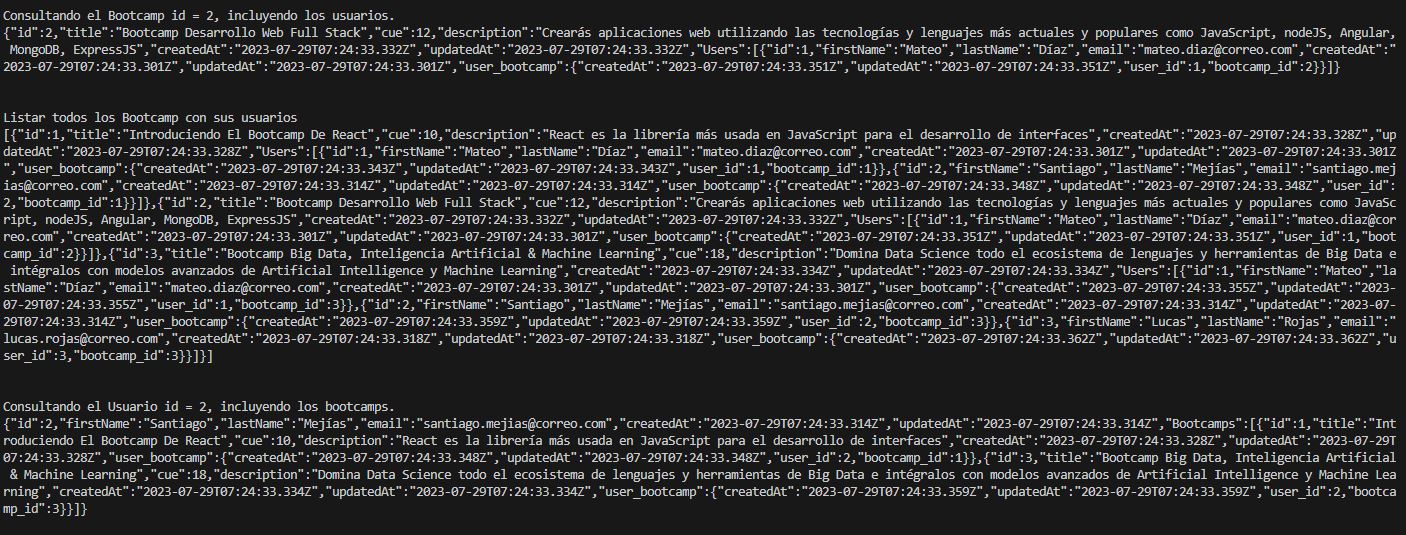 Consultando el Bootcamp id = 2, incluyendo los usuarios.
{"id":2,"title":"Bootcamp Desarrollo Web Full Stack","cue":12,"description":"Crearás aplicaciones web utilizando las tecnologías y lenguajes más actuales y populares como JavaScript, nodeJS, Angular,
 MongoDB, ExpressJS","createdAt":"2023-07-29T07:24:33.332Z","updatedAt":"2023-07-29T07:24:33.332Z","Users":[{"id":1,"firstName":"Mateo","lastName":"Díaz","email":"mateo.diaz@correo.com","createdAt":"
2023-07-29T07:24:33.301Z","updatedAt":"2023-07-29T07:24:33.301Z","user_bootcamp":{"createdAt":"2023-07-29T07:24:33.351Z","updatedAt":"2023-07-29T07:24:33.351Z","user_id":1,"bootcamp_id":2}}]}
Listar todos los Bootcamp con sus usuarios
[{"id":1,"title":"Introduciendo El Bootcamp De React","cue":10,"description":"React es la librería más usada en JavaScript para el desarrollo de interfaces","createdAt":"2023-07-29T07:24:33.328Z","up
datedAt":"2023-07-29T07:24:33.328Z","Users":[{"id":1,"firstName":"Mateo","lastName":"Díaz","email":"mateo.diaz@correo.com","createdAt":"2023-07-29T07:24:33.301Z","updatedAt":"2023-07-29T07:24:33.301Z
","user_bootcamp":{"createdAt":"2023-07-29T07:24:33.343Z","updatedAt":"2023-07-29T07:24:33.343Z","user_id":1,"bootcamp_id":1}},{"id":2,"firstName":"Santiago","lastName":"Mejías","email":"santiago.mej
ias@correo.com","createdAt":"2023-07-29T07:24:33.314Z","updatedAt":"2023-07-29T07:24:33.314Z","user_bootcamp":{"createdAt":"2023-07-29T07:24:33.348Z","updatedAt":"2023-07-29T07:24:33.348Z","user_id":
2,"bootcamp_id":1}}]},{"id":2,"title":"Bootcamp Desarrollo Web Full Stack","cue":12,"description":"Crearás aplicaciones web utilizando las tecnologías y lenguajes más actuales y populares como JavaSc
ript, nodeJS, Angular, MongoDB, ExpressJS","createdAt":"2023-07-29T07:24:33.332Z","updatedAt":"2023-07-29T07:24:33.332Z","Users":[{"id":1,"firstName":"Mateo","lastName":"Díaz","email":"mateo.diaz@cor
reo.com","createdAt":"2023-07-29T07:24:33.301Z","updatedAt":"2023-07-29T07:24:33.301Z","user_bootcamp":{"createdAt":"2023-07-29T07:24:33.351Z","updatedAt":"2023-07-29T07:24:33.351Z","user_id":1,"boot
camp_id":2}}]},{"id":3,"title":"Bootcamp Big Data, Inteligencia Artificial & Machine Learning","cue":18,"description":"Domina Data Science todo el ecosistema de lenguajes y herramientas de Big Data e
 intégralos con modelos avanzados de Artificial Intelligence y Machine Learning","createdAt":"2023-07-29T07:24:33.334Z","updatedAt":"2023-07-29T07:24:33.334Z","Users":[{"id":1,"firstName":"Mateo","la
stName":"Díaz","email":"mateo.diaz@correo.com","createdAt":"2023-07-29T07:24:33.301Z","updatedAt":"2023-07-29T07:24:33.301Z","user_bootcamp":{"createdAt":"2023-07-29T07:24:33.355Z","updatedAt":"2023-
07-29T07:24:33.355Z","user_id":1,"bootcamp_id":3}},{"id":2,"firstName":"Santiago","lastName":"Mejías","email":"santiago.mejias@correo.com","createdAt":"2023-07-29T07:24:33.314Z","updatedAt":"2023-07-
29T07:24:33.314Z","user_bootcamp":{"createdAt":"2023-07-29T07:24:33.359Z","updatedAt":"2023-07-29T07:24:33.359Z","user_id":2,"bootcamp_id":3}},{"id":3,"firstName":"Lucas","lastName":"Rojas","email":"
lucas.rojas@correo.com","createdAt":"2023-07-29T07:24:33.318Z","updatedAt":"2023-07-29T07:24:33.318Z","user_bootcamp":{"createdAt":"2023-07-29T07:24:33.362Z","updatedAt":"2023-07-29T07:24:33.362Z","u
ser_id":3,"bootcamp_id":3}}]}]
Consultando el Usuario id = 2, incluyendo los bootcamps.
{"id":2,"firstName":"Santiago","lastName":"Mejías","email":"santiago.mejias@correo.com","createdAt":"2023-07-29T07:24:33.314Z","updatedAt":"2023-07-29T07:24:33.314Z","Bootcamps":[{"id":1,"title":"Int
roduciendo El Bootcamp De React","cue":10,"description":"React es la librería más usada en JavaScript para el desarrollo de interfaces","createdAt":"2023-07-29T07:24:33.328Z","updatedAt":"2023-07-29T
07:24:33.328Z","user_bootcamp":{"createdAt":"2023-07-29T07:24:33.348Z","updatedAt":"2023-07-29T07:24:33.348Z","user_id":2,"bootcamp_id":1}},{"id":3,"title":"Bootcamp Big Data, Inteligencia Artificial
 & Machine Learning","cue":18,"description":"Domina Data Science todo el ecosistema de lenguajes y herramientas de Big Data e intégralos con modelos avanzados de Artificial Intelligence y Machine Lea
rning","createdAt":"2023-07-29T07:24:33.334Z","updatedAt":"2023-07-29T07:24:33.334Z","user_bootcamp":{"createdAt":"2023-07-29T07:24:33.359Z","updatedAt":"2023-07-29T07:24:33.359Z","user_id":2,"bootca
mp_id":3}}]}